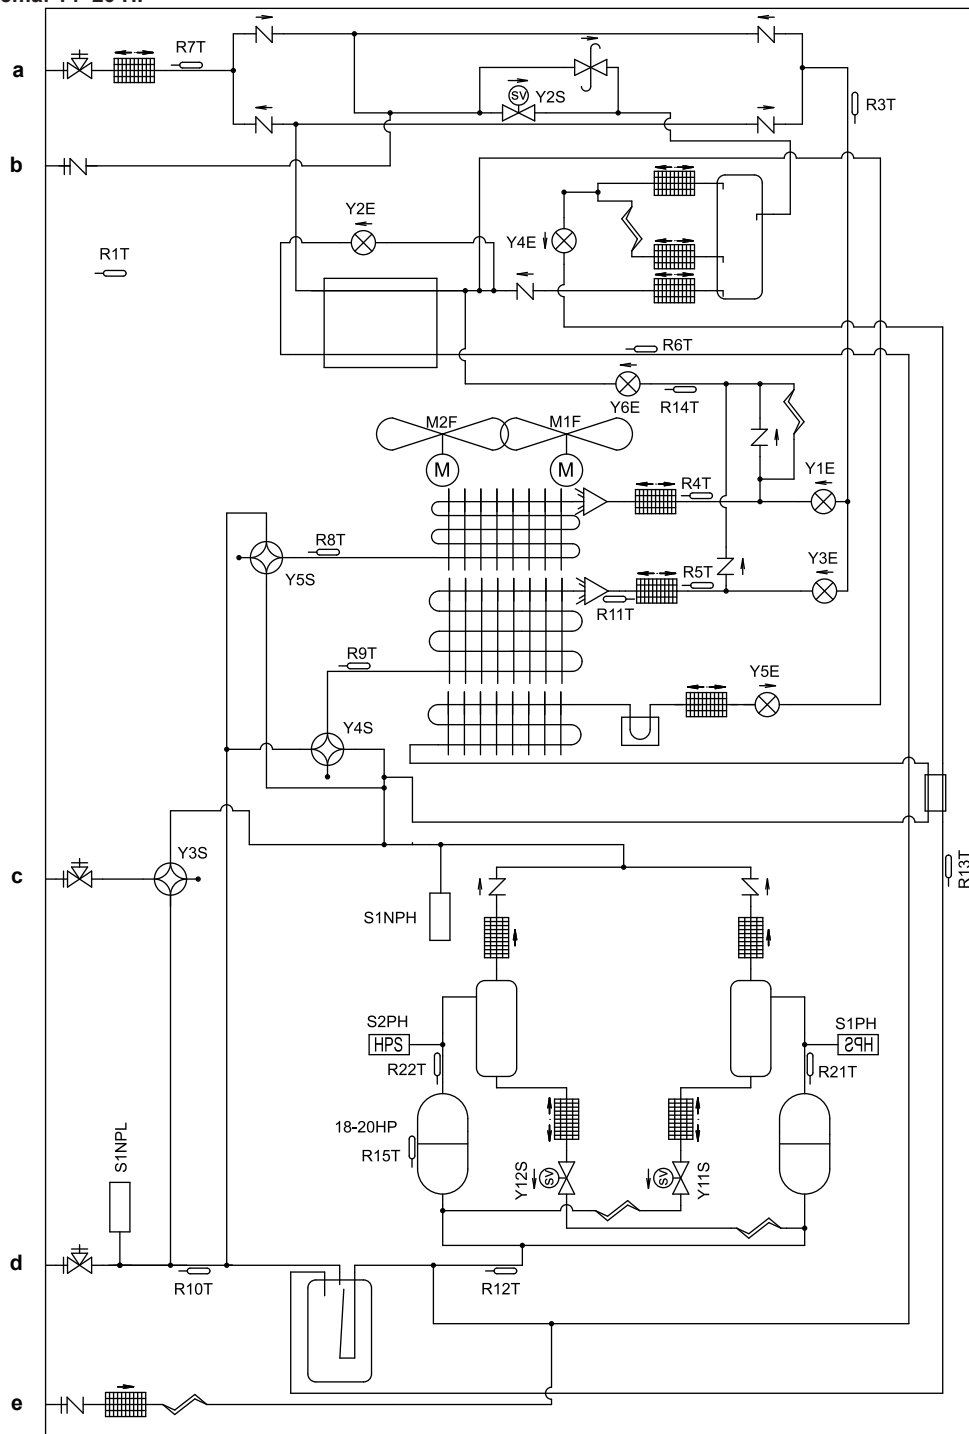 a
R7T
SV
Y2S
R3T
b
Y2E
Y4E
R1T
R6T
Y6E
R14T
M2F
M1F
M
M
Y1E
R4T
R8T
Y5S
Y3E
R5T
R11T
R9T
Y5E
Y4S
c
Y3S
R13T
S1NPH
S2PH
HPS
R22T
S1PH
HPS
R21T
18-20HP
R15T
S1NPL
Y12S
SV
SV
Y11S
d
R10T
R12T
e